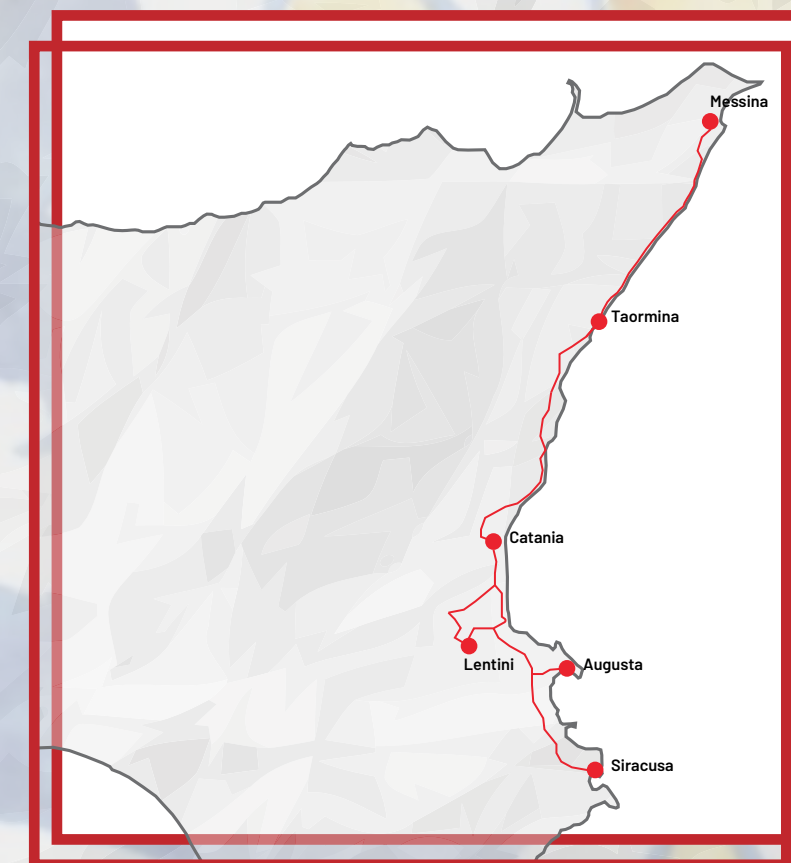 Messina
Taormina
Catania
Lentini
Augusta
Siracusa